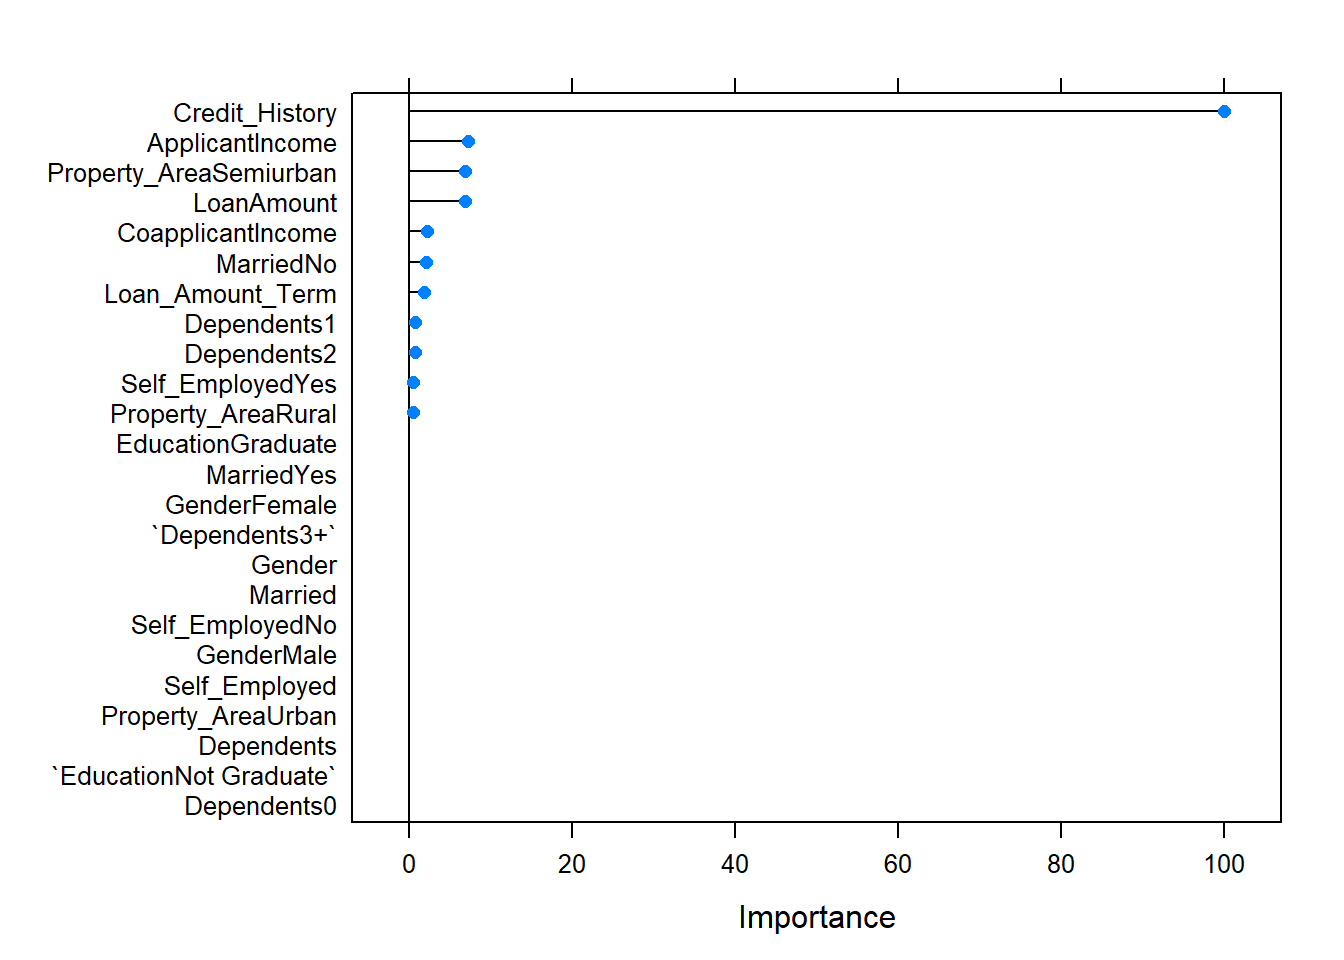 Credit_History
ApplicantIncome
Property_AreaSemiurban
LoanAmount
CoapplicantIncome
MarriedNo
Loan_Amount_Term
Dependents1
Dependents2
Self_EmployedYes
Property_AreaRural
EducationGraduate
MarriedYes
GenderFemale
`Dependents3+`
Gender
Married
Self_EmployedNo
GenderMale
Self_Employed
Property_AreaUrban
Dependents
`EducationNot Graduate`
Dependents0
0 20 40 60 80 100
Importance